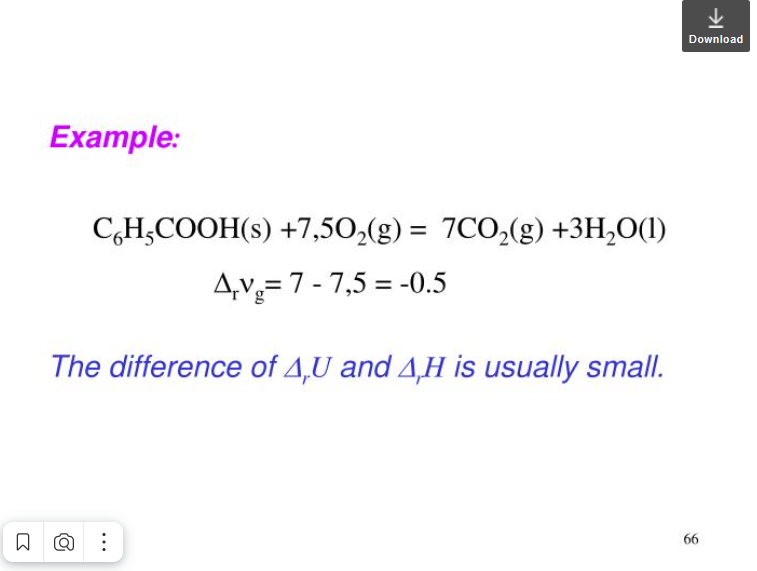 Download
Example:
C₆H₅COOH(s) +7,5O₂(g) = 7CO₂(g) +3H₂O(l)
Δᵣν_g= 7 - 7,5 = -0.5
The difference of ΔᵣU and ΔᵣH is usually small.
66